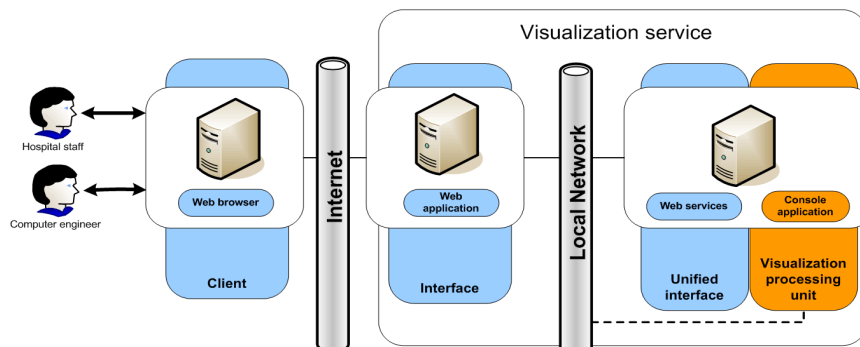 Visualization service
Hospital staff
Computer engineer
Web browser
Client
Internet
Web
application
Interface
Local Network
Web services
Unified
interface
Console
application
Visualization
processing
unit